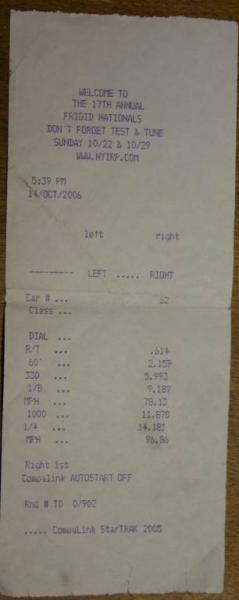 WELCOME TO
THE 17TH ANNUAL
FRIGID NATIONALS
DON'T FORGET TEST & TUNE
SUNDAY 10/22 & 10/29
WWW.NYIRP.COM
5:39 PM
14/OCT/2006
left right
--------- LEFT ..... RIGHT
Car # ... 62
Class ...
DIAL ...
R/T ... .614
60' ... 2.159
330 ... 5.993
1/8 ... 9.189
MPH ... 78.13
1000 ... 11.878
1/4 ... 14.181
MPH ... 96.86
Right 1st
Compulink AUTOSTART OFF
Rnd # TD 0/902
..... CompuLink StarTRAK 2005